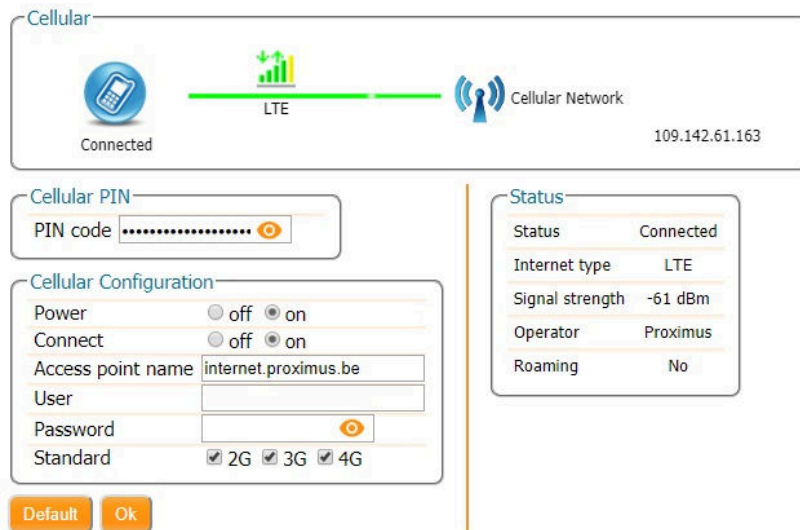 Cellular
LTE
Connected
Cellular Network
109.142.61.163
Cellular PIN
PIN code ••••••••••••••••••••
Cellular Configuration
Power off on
Connect off on
Access point name internet.proximus.be
User
Password
Standard 2G 3G 4G
Default Ok
Status
Status Connected
Internet type LTE
Signal strength -61 dBm
Operator Proximus
Roaming No